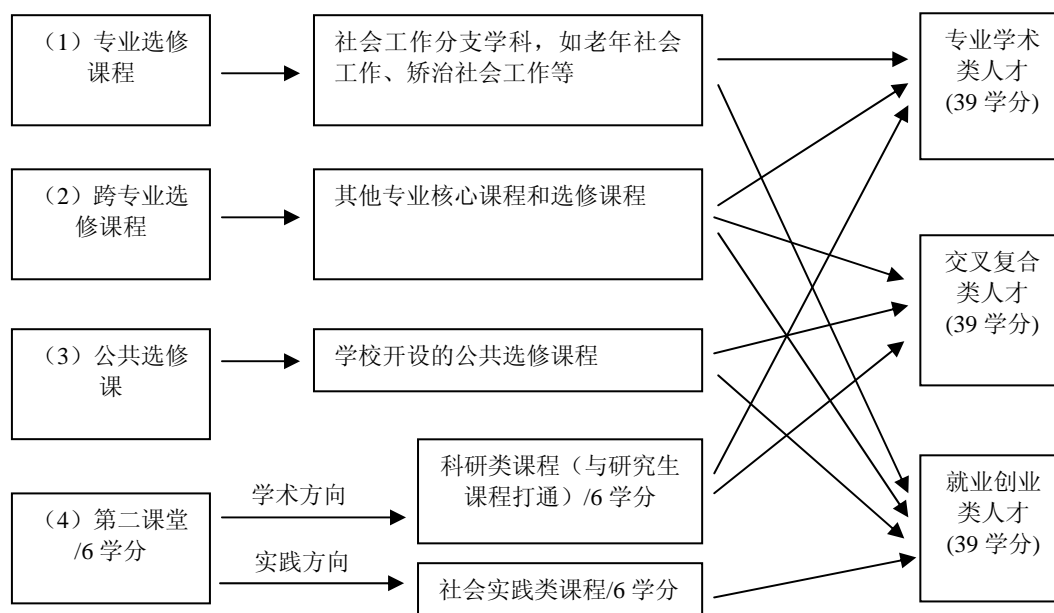 （1）专业选修
课程
社会工作分支学科，如老年社会
工作、矫治社会工作等
专业学术
类人才
(39 学分)
（2）跨专业选
修课程
其他专业核心课程和选修课程
交叉复合
类人才
(39 学分)
（3）公共选修
课
学校开设的公共选修课程
（4）第二课堂
/6 学分
学术方向
科研类课程（与研究生
课程打通）/6 学分
实践方向
社会实践类课程/6 学分
就业创业
类人才
(39 学分)